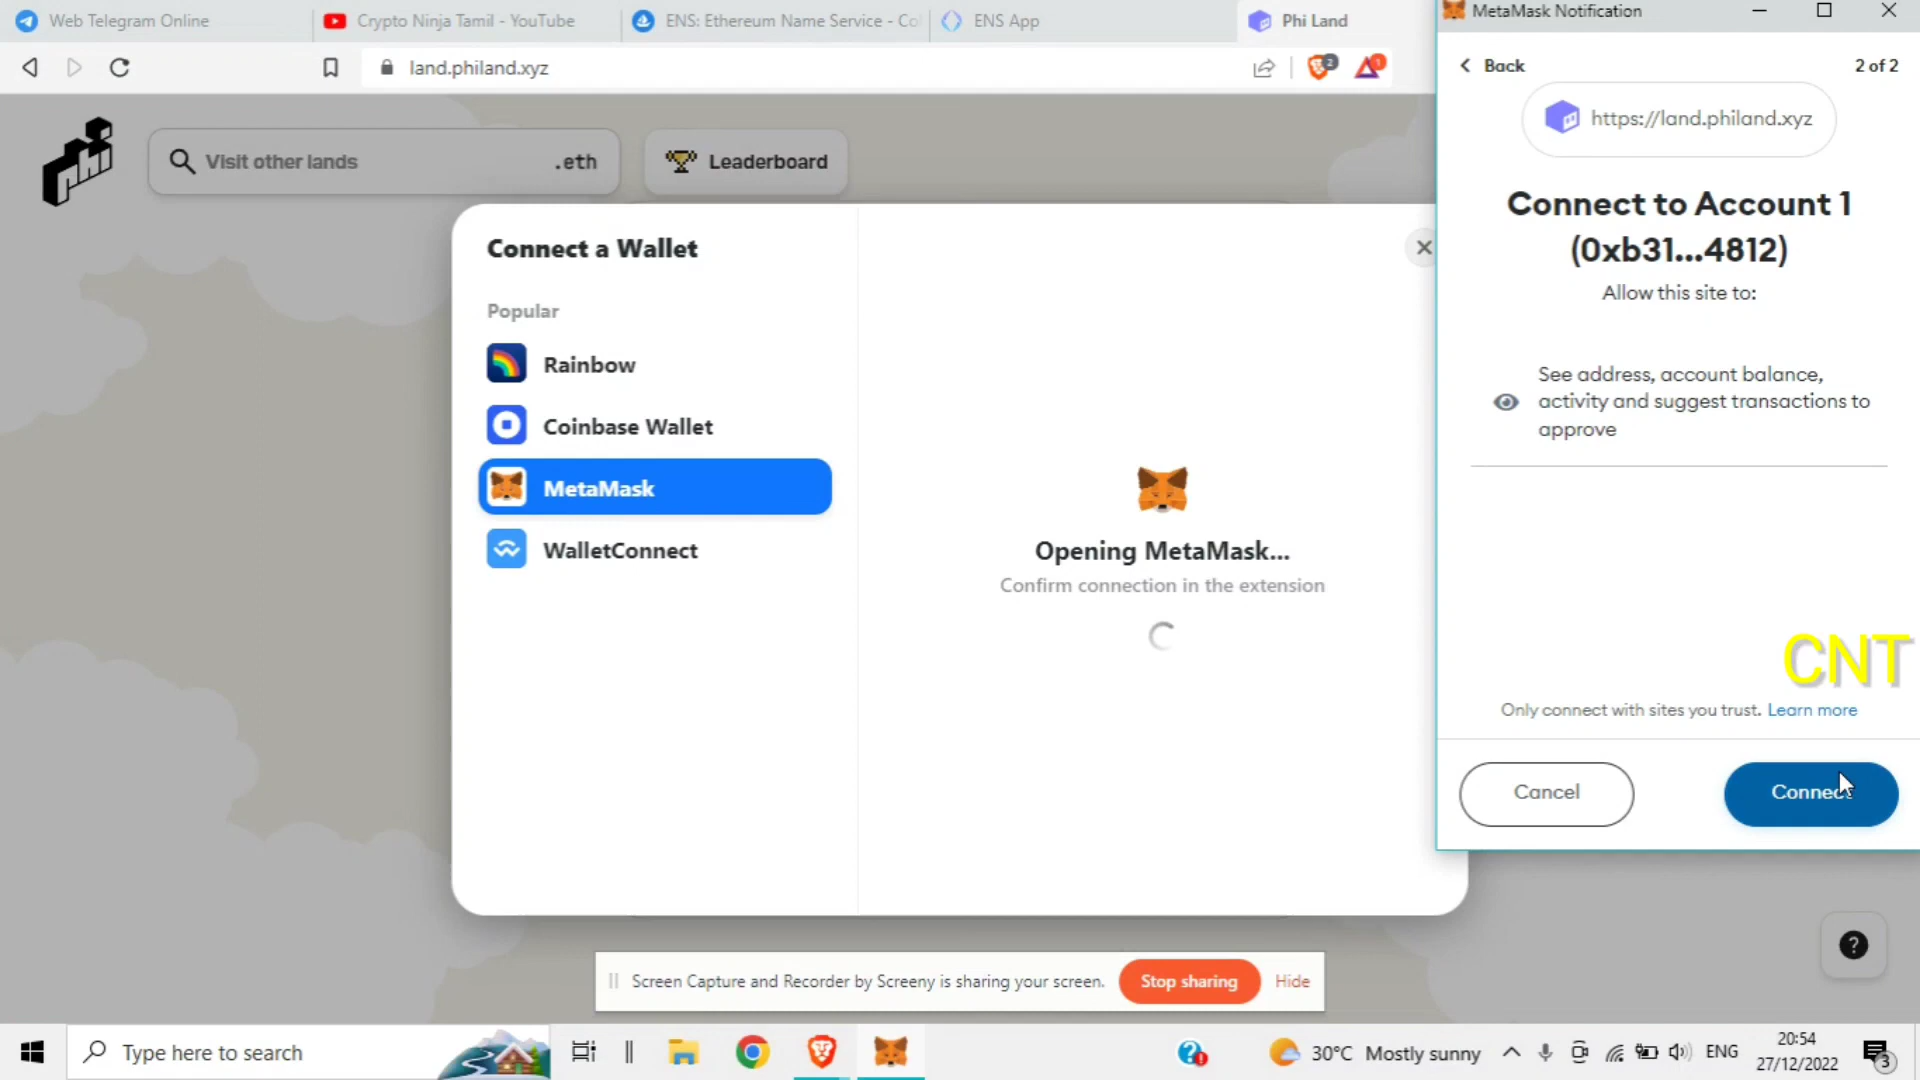 Web Telegram Online
Crypto Ninja Tamil - YouTube
ENS: Ethereum Name Service - Co
ENS App
Phi Land
MetaMask Notification
land.philand.xyz
2
1
Back
2 of 2
https://land.philand.xyz
PHI
Visit other lands
.eth
Leaderboard
Connect to Account 1
(0xb31...4812)
Allow this site to:
See address, account balance,
activity and suggest transactions to
approve
Connect a Wallet
Popular
Rainbow
Coinbase Wallet
MetaMask
WalletConnect
Opening MetaMask...
Confirm connection in the extension
CNT
Only connect with sites you trust. Learn more
Cancel
Connect
Screen Capture and Recorder by Screeny is sharing your screen.
Stop sharing
Hide
Type here to search
30°C Mostly sunny
ENG
20:54
27/12/2022
3